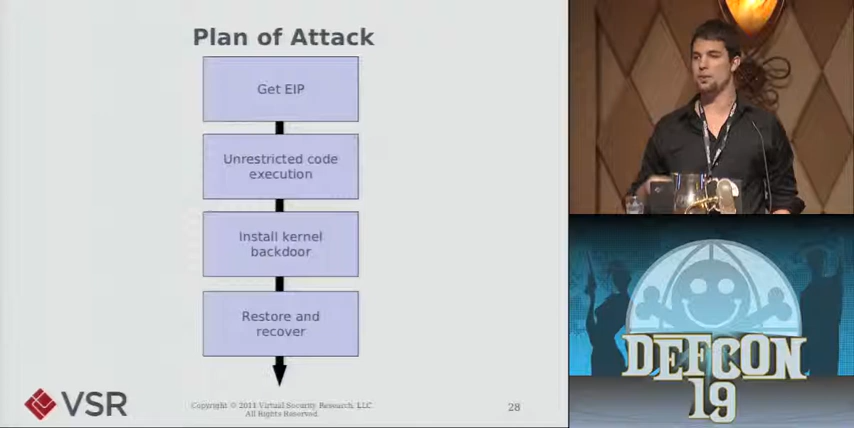 Plan of Attack
Get EIP
Unrestricted code
execution
Install kernel
backdoor
Restore and
recover
VSR
Copyright © 2011 Virtual Security Research, LLC
All Rights Reserved.
28
DEFCON
19